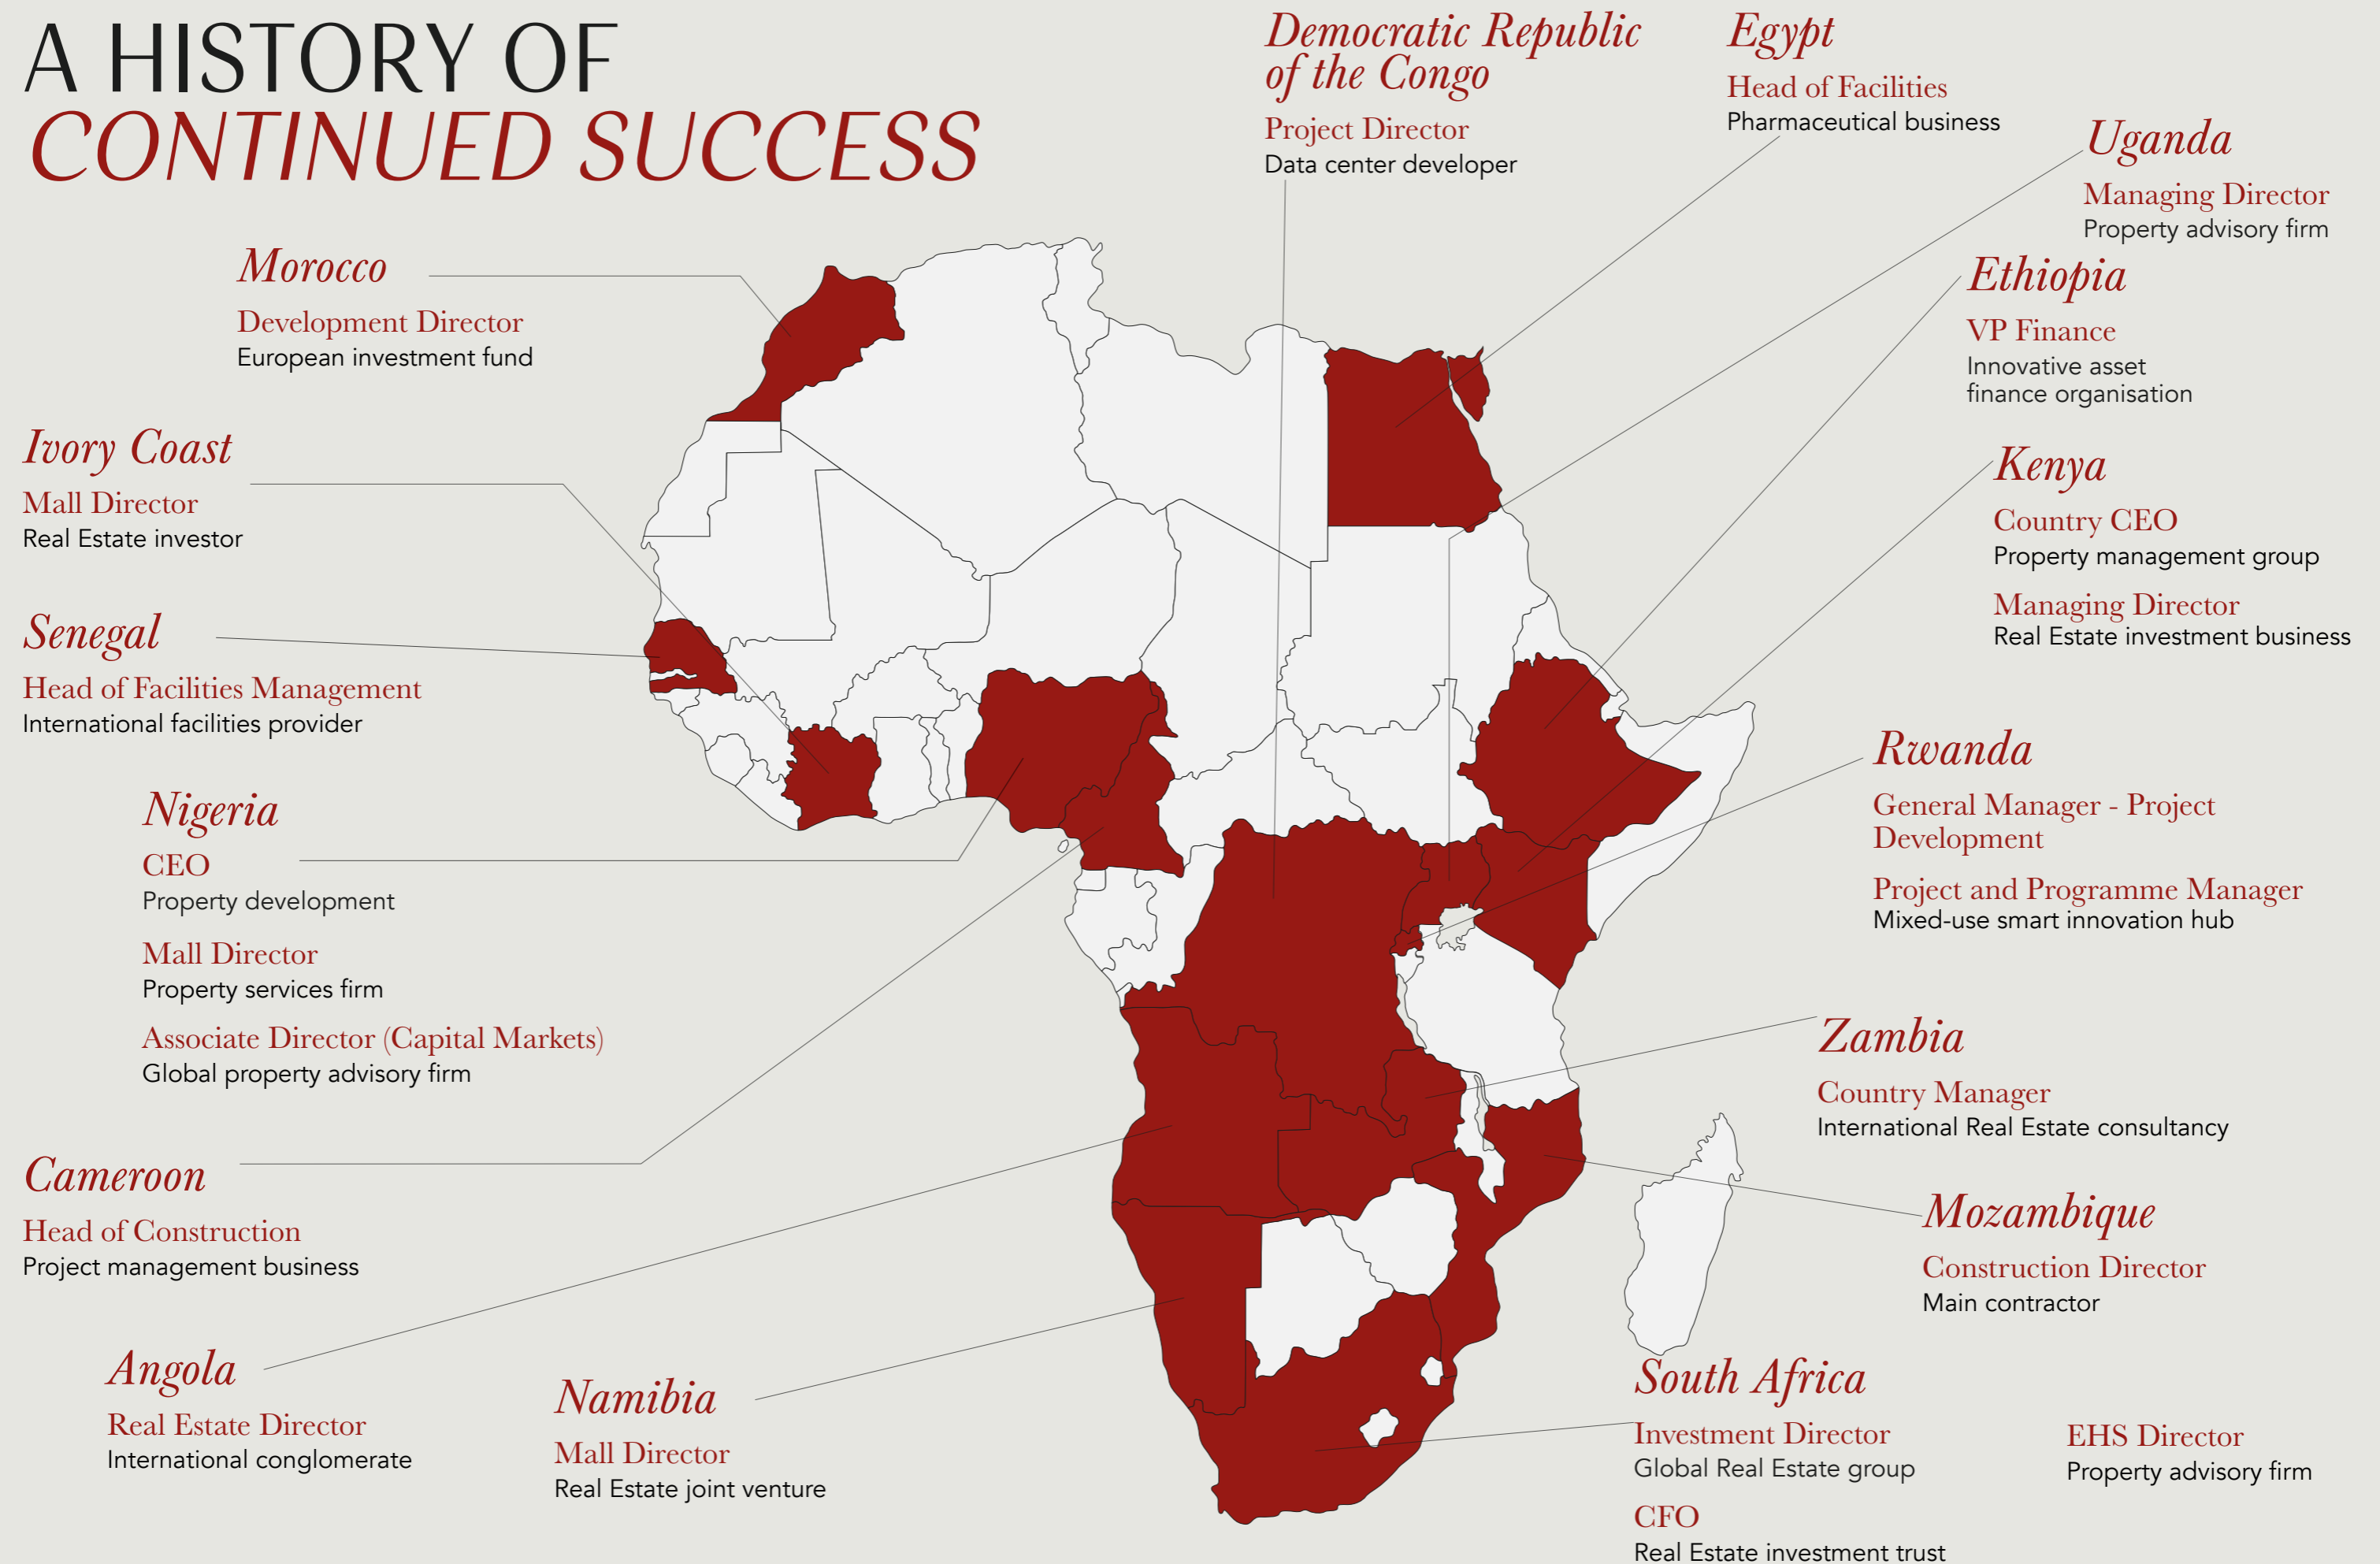 A HISTORY OF
CONTINUED SUCCESS
Morocco
Development Director
European investment fund
Ivory Coast
Mall Director
Real Estate investor
Senegal
Head of Facilities Management
International facilities provider
Nigeria
CEO
Property development
Mall Director
Property services firm
Associate Director (Capital Markets)
Global property advisory firm
Cameroon
Head of Construction
Project management business
Angola
Real Estate Director
International conglomerate
Namibia
Mall Director
Real Estate joint venture
Democratic Republic
of the Congo
Project Director
Data center developer
Egypt
Head of Facilities
Pharmaceutical business
Uganda
Managing Director
Property advisory firm
Ethiopia
VP Finance
Innovative asset
finance organisation
Kenya
Country CEO
Property management group
Managing Director
Real Estate investment business
Rwanda
General Manager - Project
Development
Project and Programme Manager
Mixed-use smart innovation hub
Zambia
Country Manager
International Real Estate consultancy
Mozambique
Construction Director
Main contractor
South Africa
Investment Director
Global Real Estate group
CFO
Real Estate investment trust
EHS Director
Property advisory firm